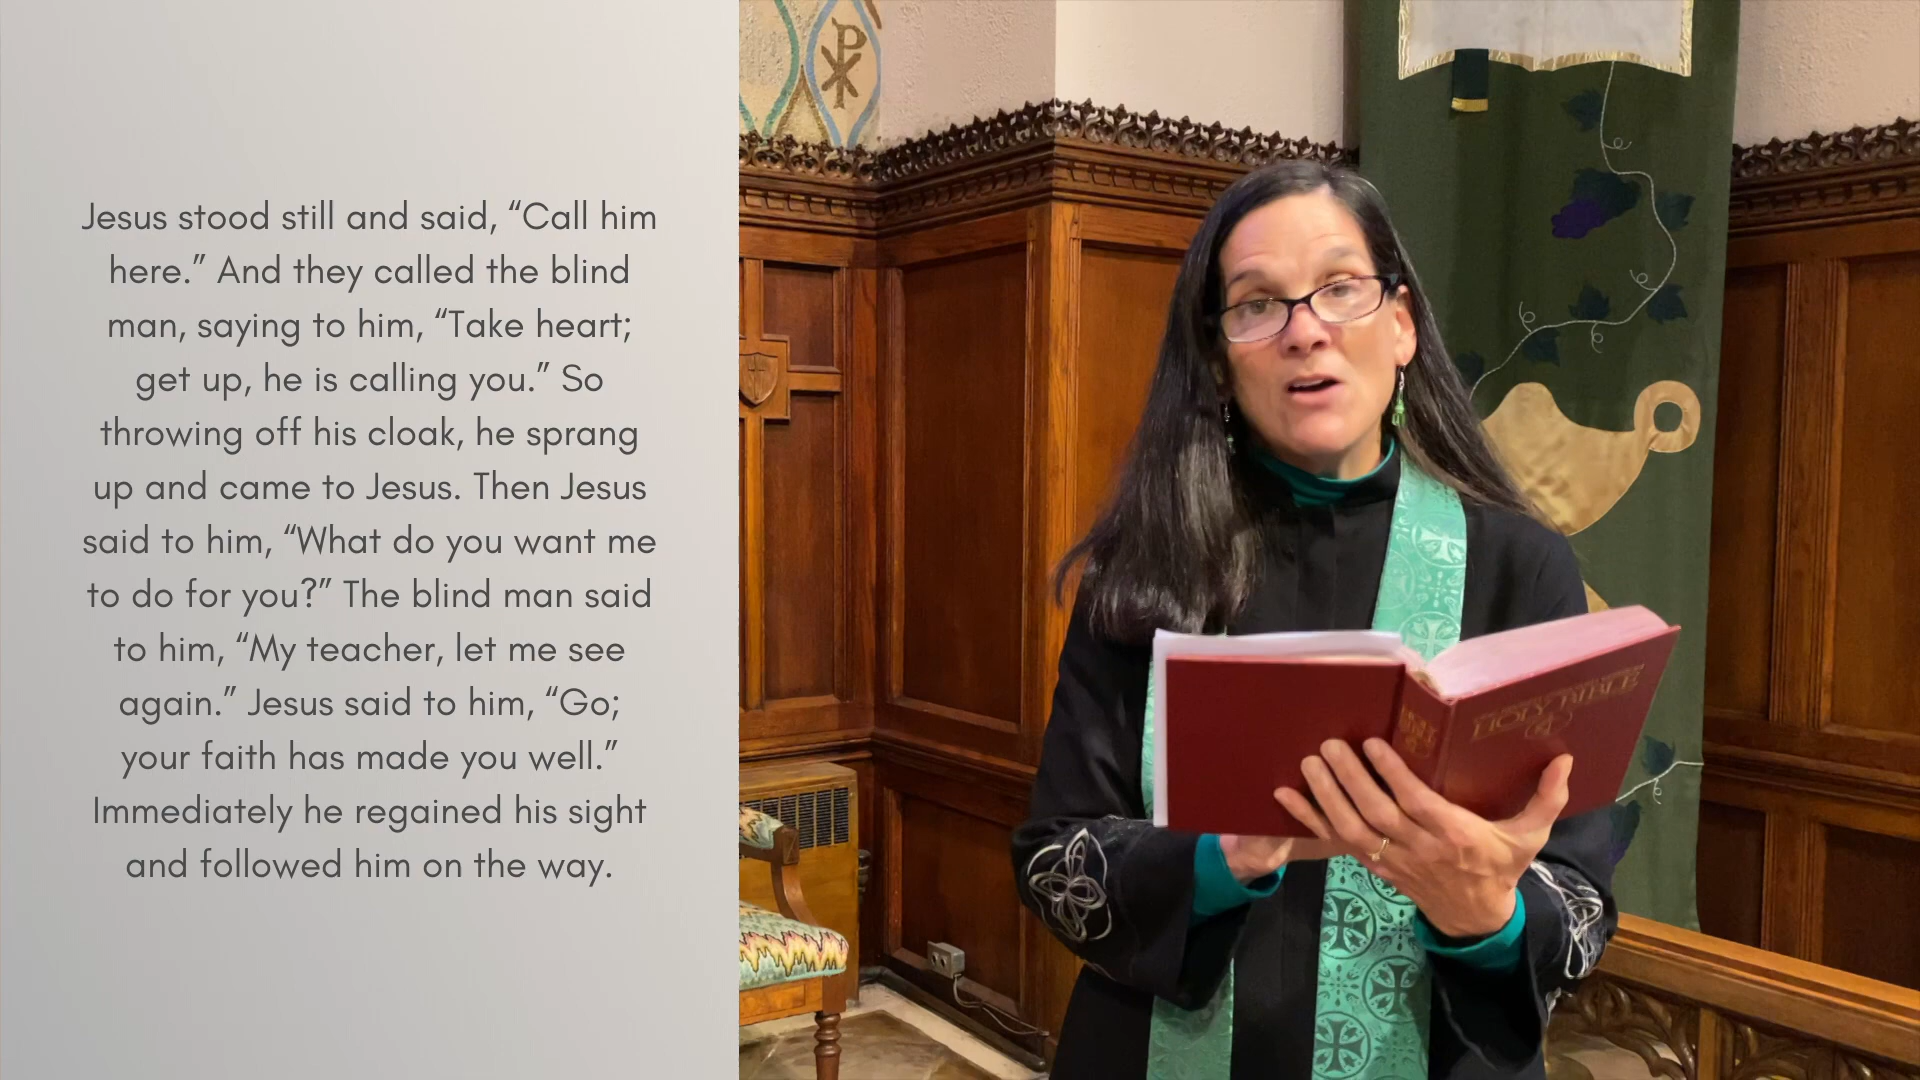 Jesus stood still and said, “Call him
here.” And they called the blind
man, saying to him, “Take heart;
get up, he is calling you.” So
throwing off his cloak, he sprang
up and came to Jesus. Then Jesus
said to him, “What do you want me
to do for you?” The blind man said
to him, “My teacher, let me see
again.” Jesus said to him, “Go;
your faith has made you well.”
Immediately he regained his sight
and followed him on the way.